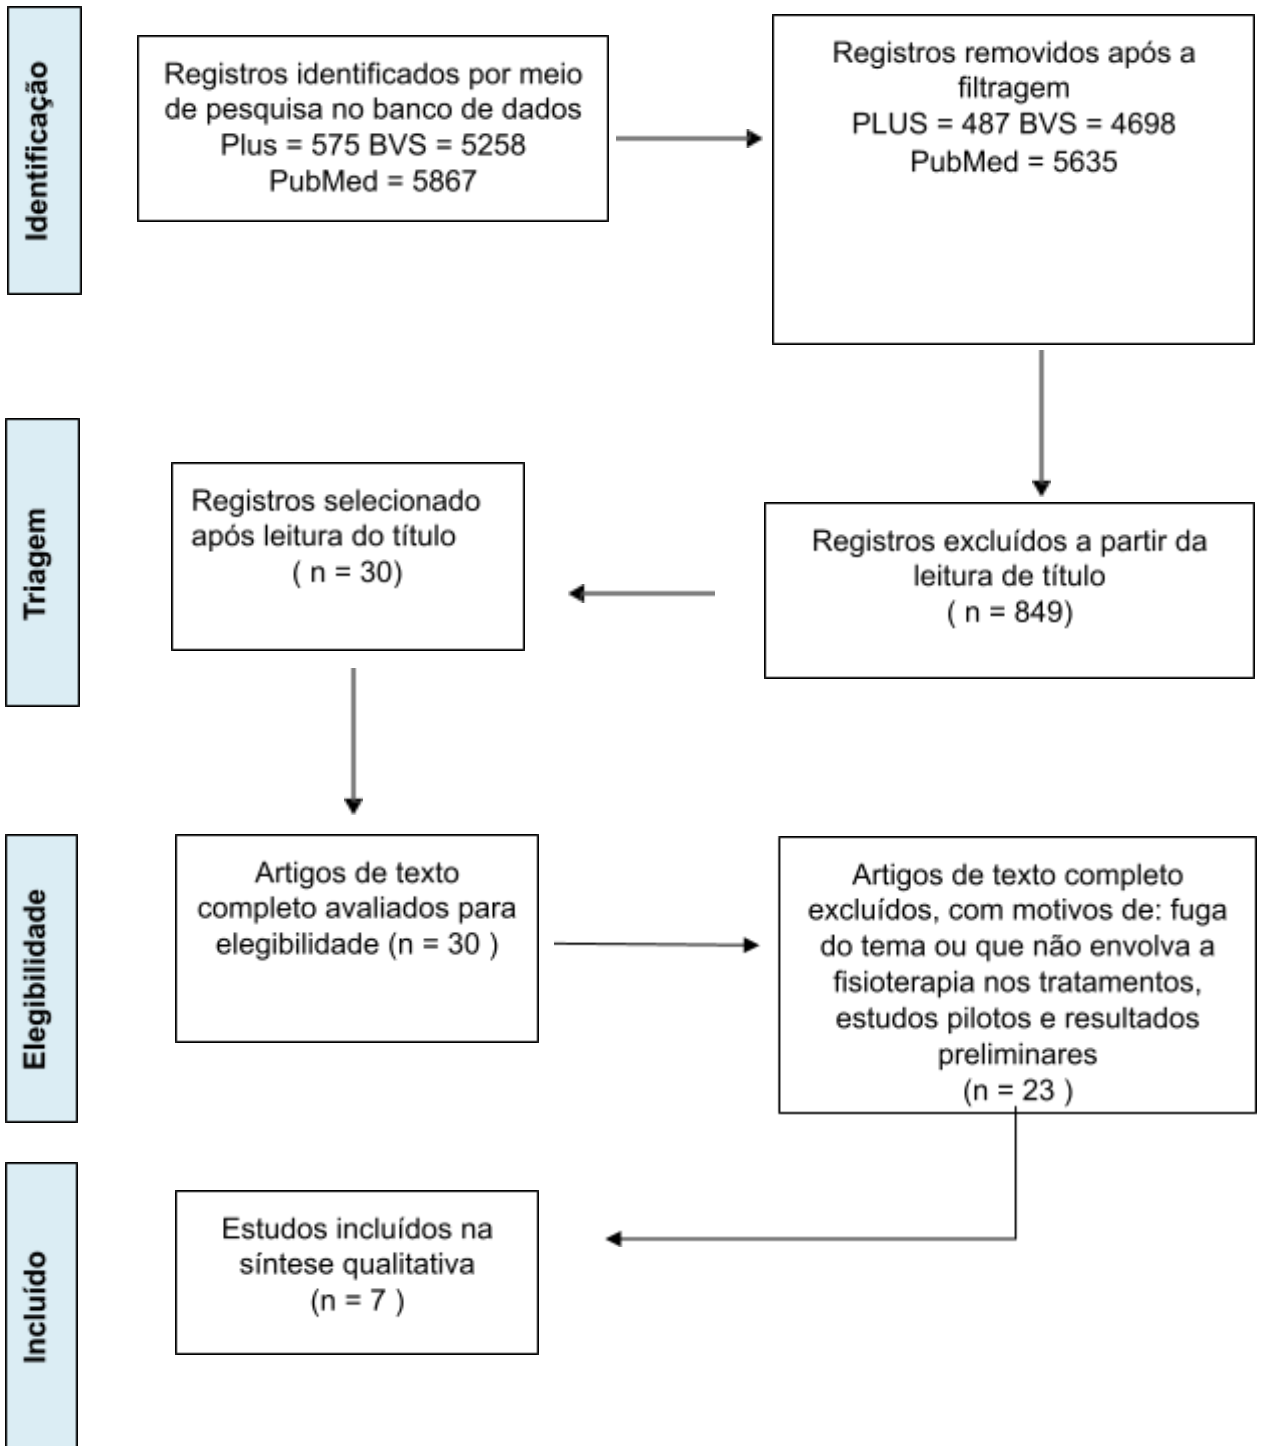 Identificação
Registros identificados por meio
de pesquisa no banco de dados
Plus = 575 BVS = 5258
PubMed = 5867
Registros removidos após a
filtragem
PLUS = 487 BVS = 4698
PubMed = 5635
Triagem
Registros selecionado
após leitura do título
( n = 30)
Registros excluídos a partir da
leitura de título
( n = 849)
Elegibilidade
Artigos de texto
completo avaliados para
elegibilidade (n = 30 )
Artigos de texto completo
excluídos, com motivos de: fuga
do tema ou que não envolva a
fisioterapia nos tratamentos,
estudos pilotos e resultados
preliminares
(n = 23 )
Incluído
Estudos incluídos na
síntese qualitativa
(n = 7 )